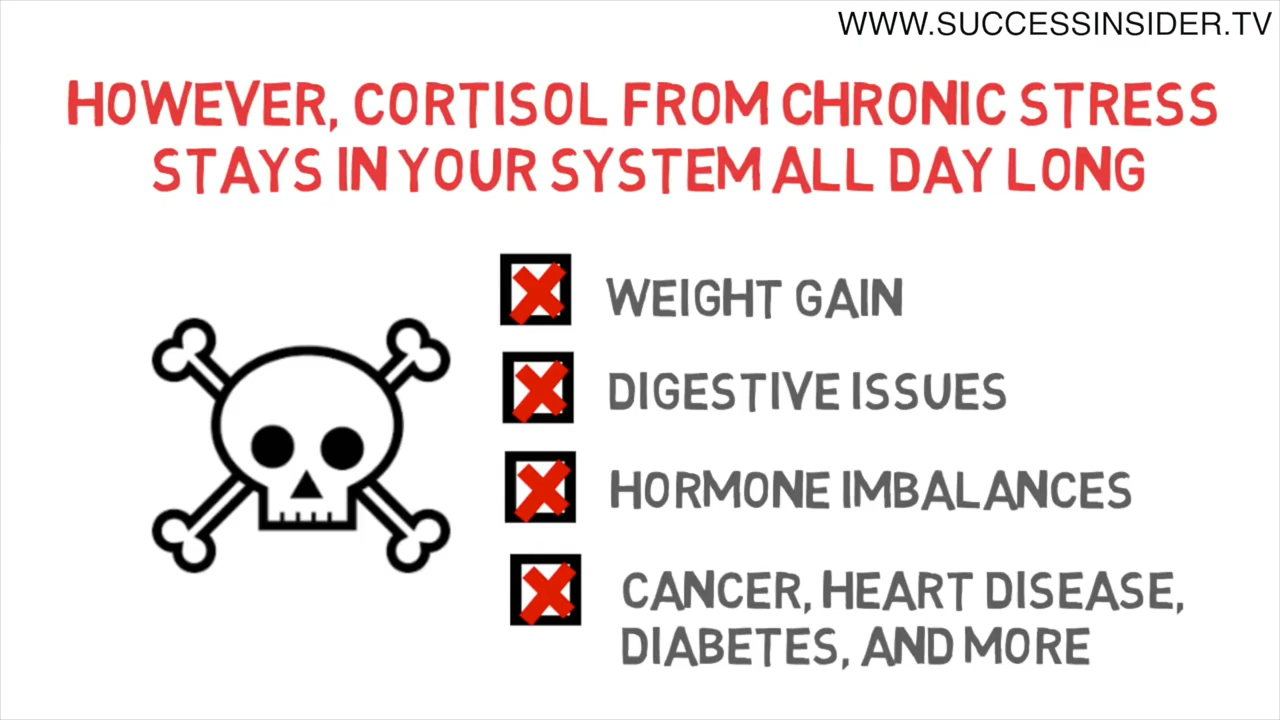 WWW.SUCCESSINSIDER.TV
HOWEVER, CORTISOL FROM CHRONIC STRESS
STAYS IN YOUR SYSTEM ALL DAY LONG
WEIGHT GAIN
DIGESTIVE ISSUES
HORMONE IMBALANCES
CANCER, HEART DISEASE,
DIABETES, AND MORE